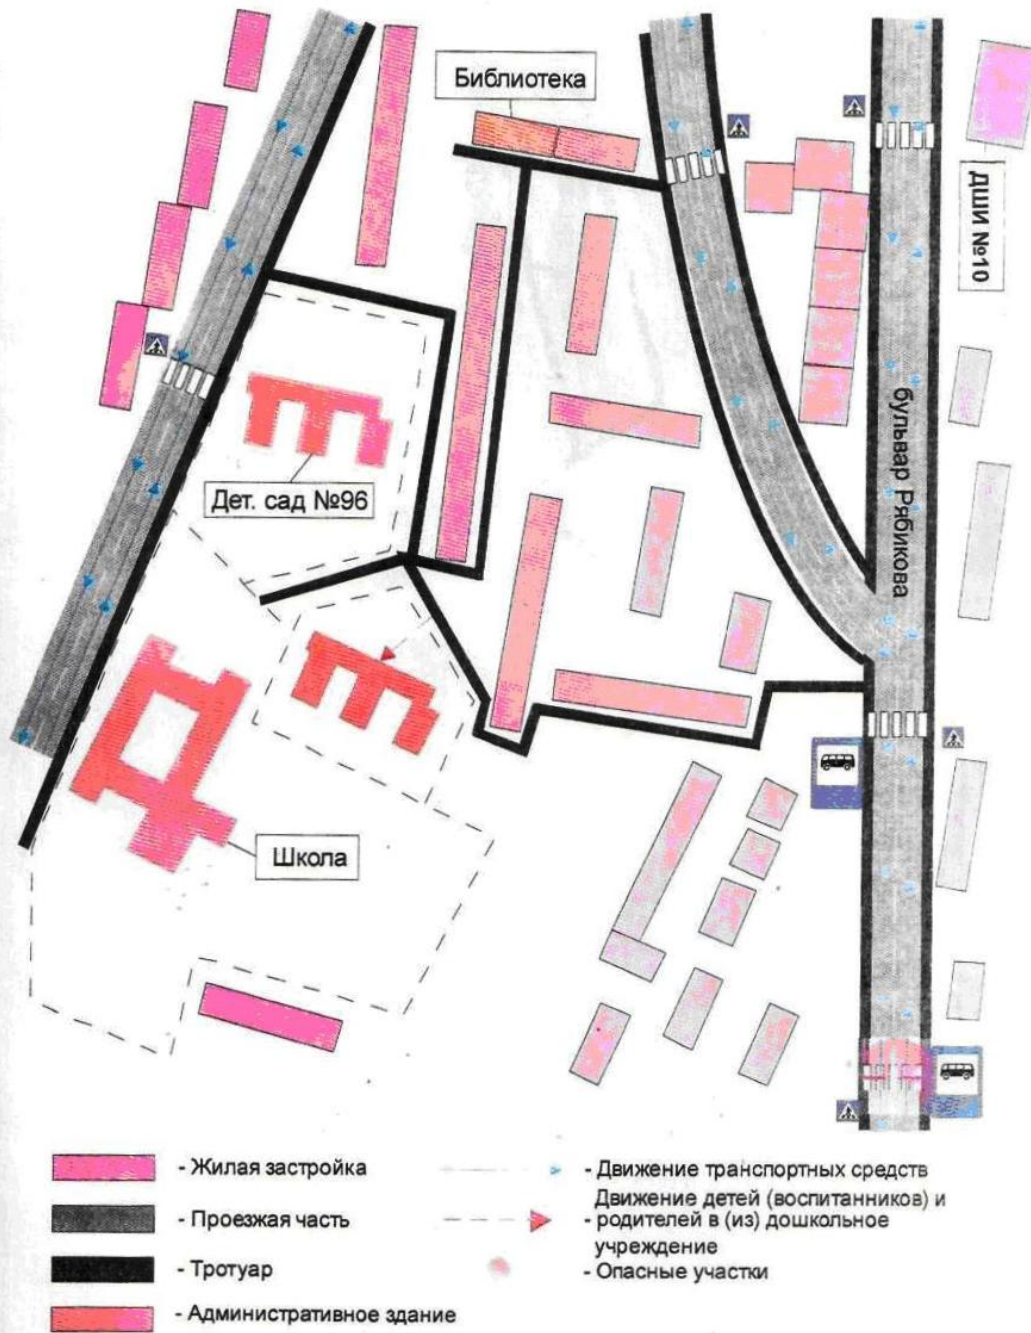 Библиотека
ДШИ №10
бульвар Рябикова
Дет. сад №96
Школа
- Жилая застройка
- Проезжая часть
- Тротуар
- Административное здание
- Движение транспортных средств
Движение детей (воспитанников) и
- родителей в (из) дошкольное
учреждение
- Опасные участки